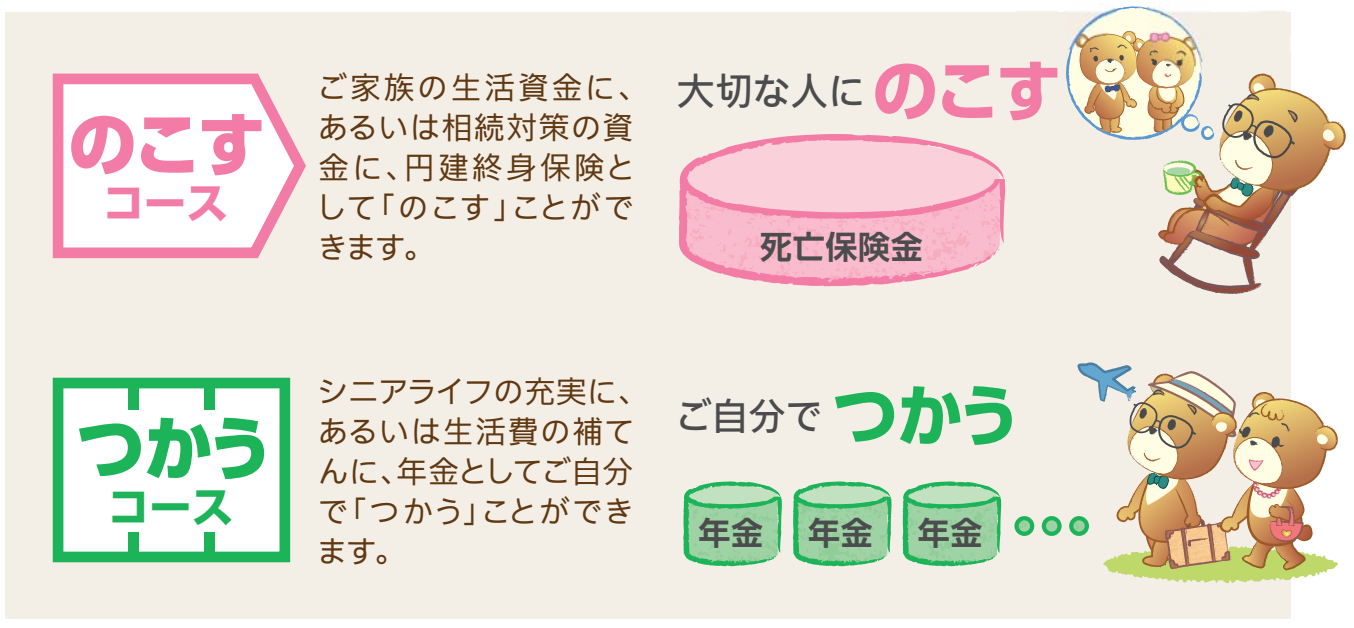 のこす
コース
ご家族の生活資金に、
あるいは相続対策の資
金に、円建終身保険と
して「のこす」ことがで
きます。
大切な人に のこす
死亡保険金
つかう
コース
シニアライフの充実に、
あるいは生活費の補て
んに、年金としてご自分
で「つかう」ことができ
ます。
ご自分で つかう
年金 年金 年金